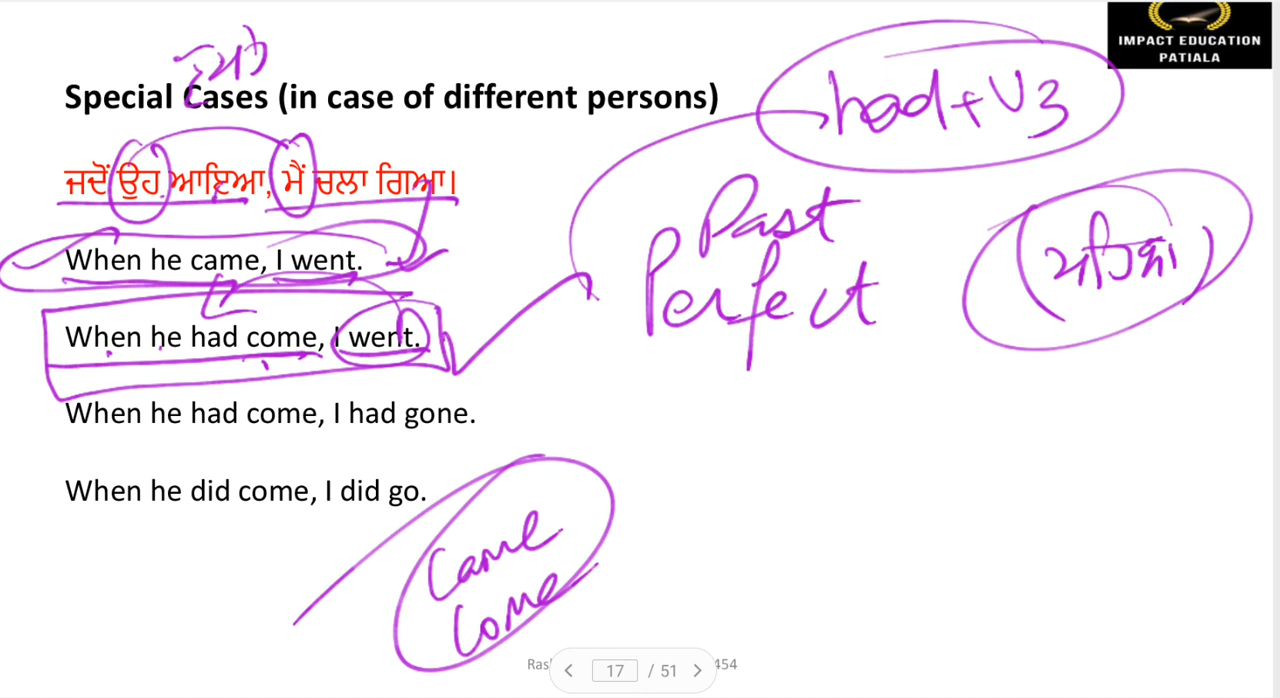 IMPACT EDUCATION
PATIALA
Special Cases (in case of different persons)
had + V3
ਜਦੋਂ ਉਹ ਆਇਆ, ਮੈਂ ਚਲਾ ਗਿਆ।
Past
Perfect
When he came, I went.
When he had come, I went.
When he had come, I had gone.
When he did come, I did go.
Came
Come
17 / 51
454